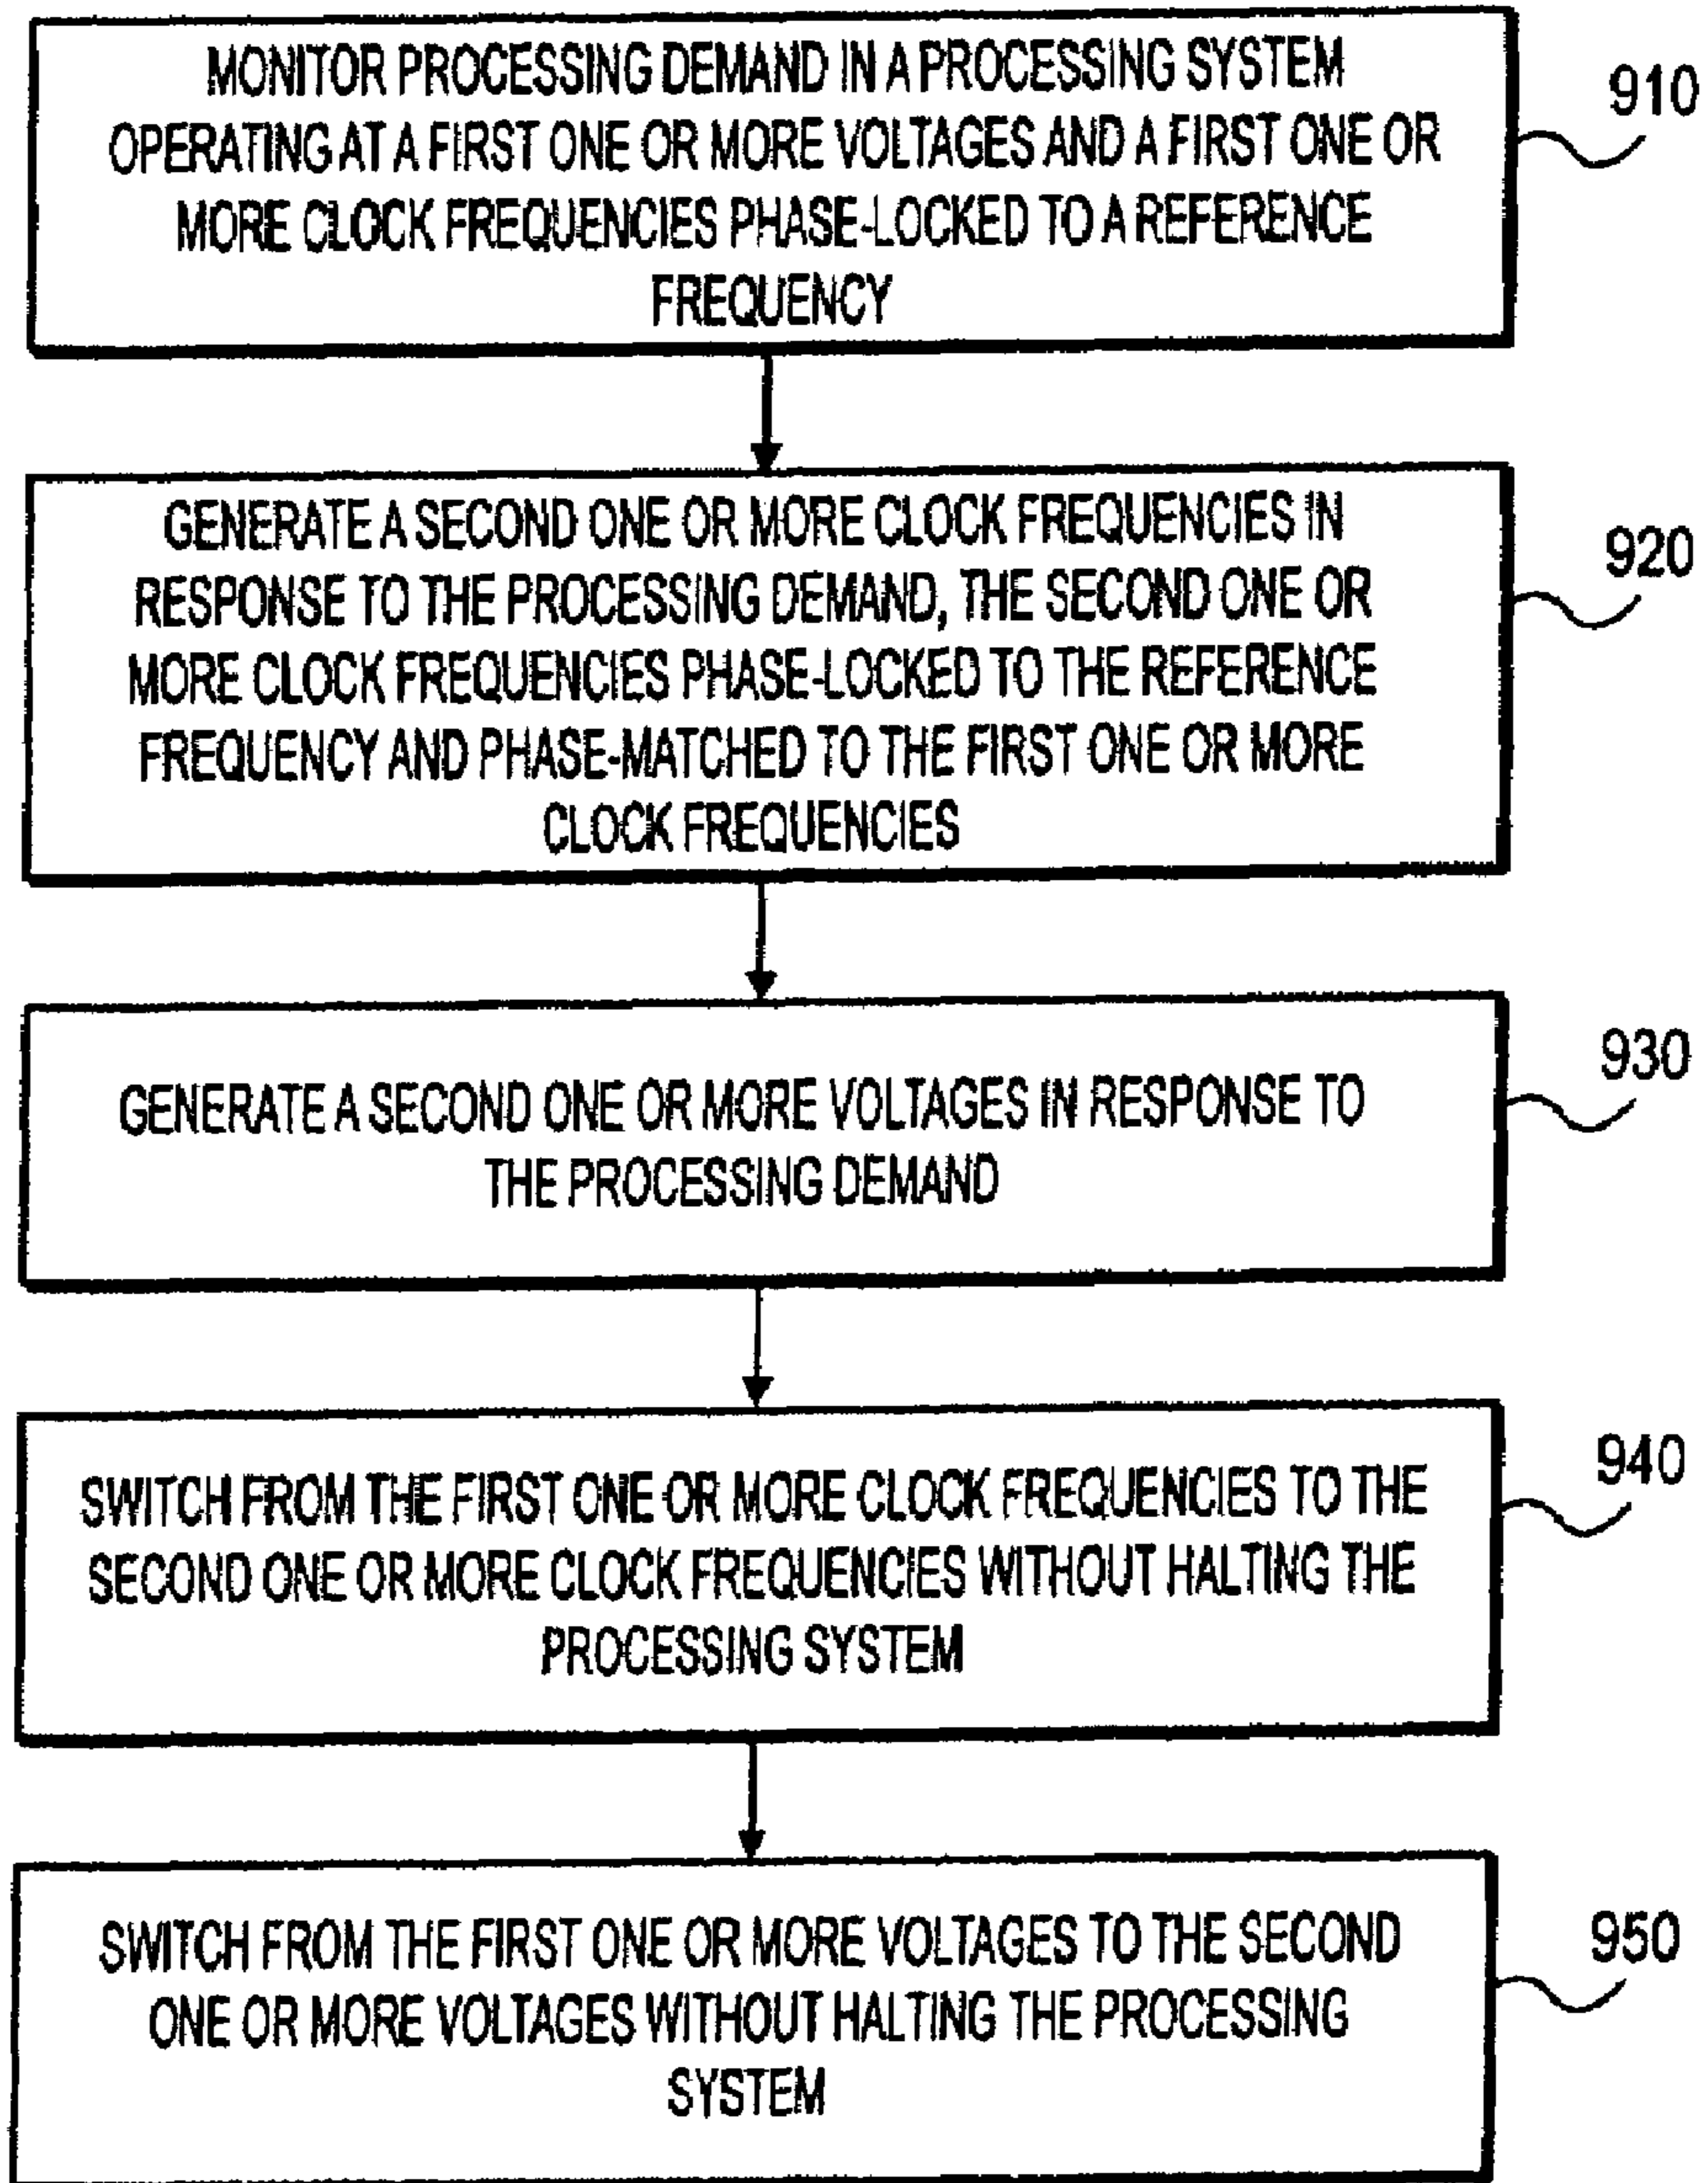 MONITOR PROCESSING DEMAND IN A PROCESSING SYSTEM
OPERATING AT A FIRST ONE OR MORE VOLTAGES AND A FIRST ONE OR
MORE CLOCK FREQUENCIES PHASE-LOCKED TO A REFERENCE
FREQUENCY
910
GENERATE A SECOND ONE OR MORE CLOCK FREQUENCIES IN
RESPONSE TO THE PROCESSING DEMAND, THE SECOND ONE OR
MORE CLOCK FREQUENCIES PHASE-LOCKED TO THE REFERENCE
FREQUENCY AND PHASE-MATCHED TO THE FIRST ONE OR MORE
CLOCK FREQUENCIES
920
GENERATE A SECOND ONE OR MORE VOLTAGES IN RESPONSE TO
THE PROCESSING DEMAND
930
SWITCH FROM THE FIRST ONE OR MORE CLOCK FREQUENCIES TO THE
SECOND ONE OR MORE CLOCK FREQUENCIES WITHOUT HALTING THE
PROCESSING SYSTEM
940
SWITCH FROM THE FIRST ONE OR MORE VOLTAGES TO THE SECOND
ONE OR MORE VOLTAGES WITHOUT HALTING THE PROCESSING
SYSTEM
950